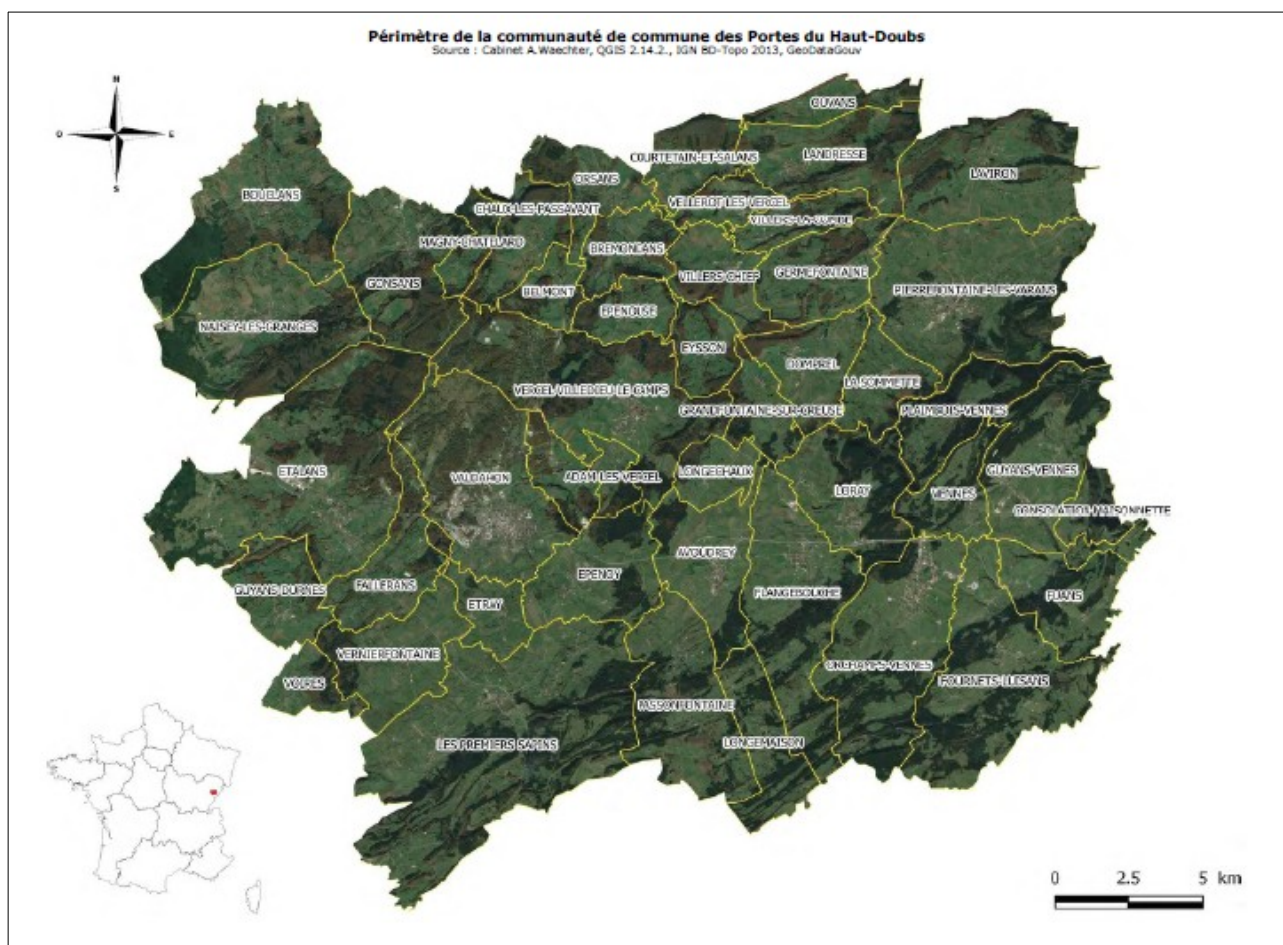 Périmètre de la communauté de commune des Portes du Haut-Doubs
Source : Cabinet A.Waechter, QGIS 2.14.2., IGN BD-Topo 2013, GeoDataGouv
N
O
E
S
OUVANS
COURTETAIN-ET-SALANS
LANDRESSE
LAVIRON
ORSANS
BOUCLANS
CHAUX-LES-PASSAVANT
VELLEROT-LES-VERCEL
VILLERS-LA-COMBE
MAGNY-CHATELARD
BREMONDANS
GONSANS
VILLERS-CHIEF
GERMEFONTAINE
BELMONT
PIERREFONTAINE-LES-VARANS
EPENOUSE
NAISEY-LES-GRANGES
EYSSON
DOMPREL
LA SOMMETTE
VERCEL-VILLEDIEU-LE-CAMPS
GRANDFONTAINE-SUR-CREUSE
PLAIMBOIS-VENNES
ETALANS
VALDAHON
ADAM-LES-VERCEL
LONGECHAUX
LORAY
VENNES
GUYANS-VENNES
CONSOLATION-MAISONNETTE
AVOUDREY
EPENOY
GUYANS-DURNES
FALLERANS
ETRAY
FLANGEBOUCHE
FUANS
VERNIERFONTAINE
VOIRES
ORCHAMPS-VENNES
FOURNETS-LUISANS
PASSONFONTAINE
LES PREMIERS SAPINS
LONGEMAISON
0 2.5 5 km